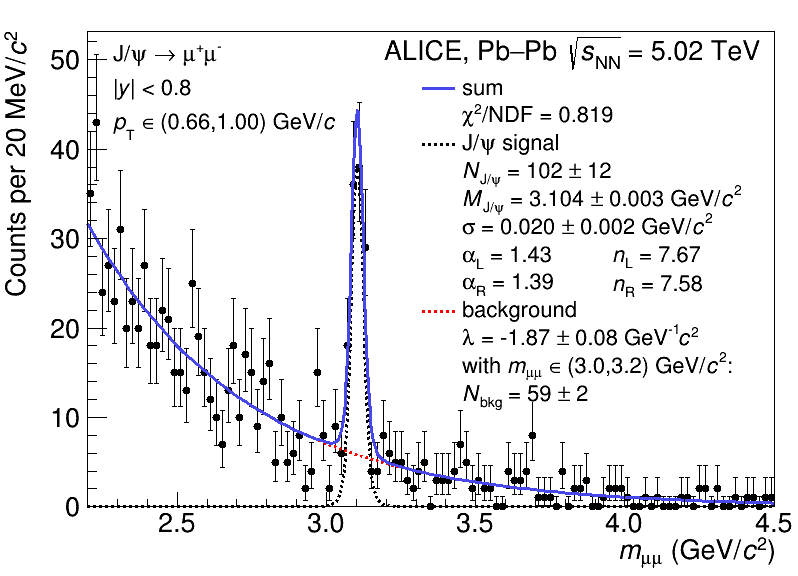 Counts per 20 MeV/c²
50
40
30
20
10
0
J/ψ → μ⁺μ⁻
|y| < 0.8
p_T ∈ (0.66,1.00) GeV/c
ALICE, Pb–Pb √s_NN = 5.02 TeV
sum
χ²/NDF = 0.819
J/ψ signal
N_J/ψ = 102 ± 12
M_J/ψ = 3.104 ± 0.003 GeV/c²
σ = 0.020 ± 0.002 GeV/c²
α_L = 1.43 n_L = 7.67
α_R = 1.39 n_R = 7.58
background
λ = -1.87 ± 0.08 GeV⁻¹c²
with m_μμ ∈ (3.0,3.2) GeV/c²:
N_bkg = 59 ± 2
2.5 3.0 3.5 4.0 4.5
m_μμ (GeV/c²)